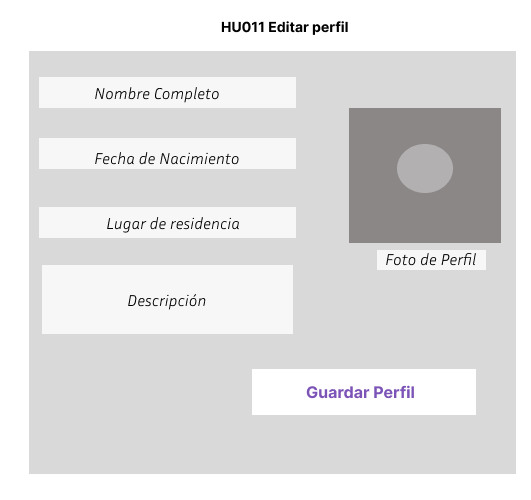 HU011 Editar perfil
Nombre Completo
Fecha de Nacimiento
Lugar de residencia
Descripción
Foto de Perfil
Guardar Perfil